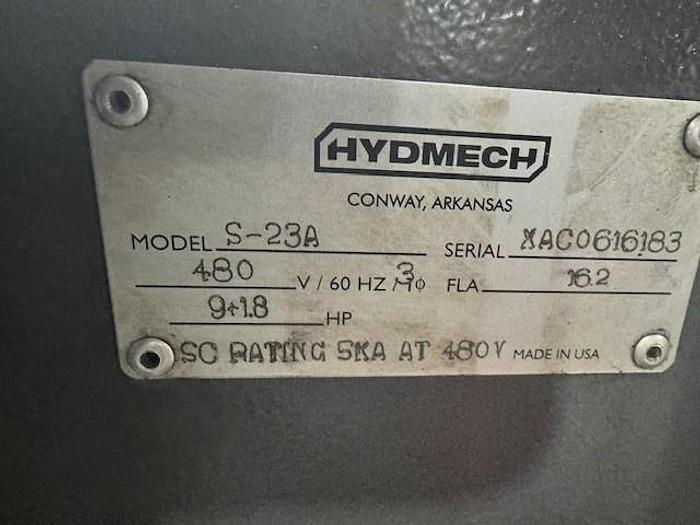 HYDMECH
CONWAY, ARKANSAS
MODEL S-23A SERIAL XAC0616183
480 V / 60 HZ / 3 ϕ FLA 16.2
9+1.8 HP
SC RATING 5KA AT 480V MADE IN USA